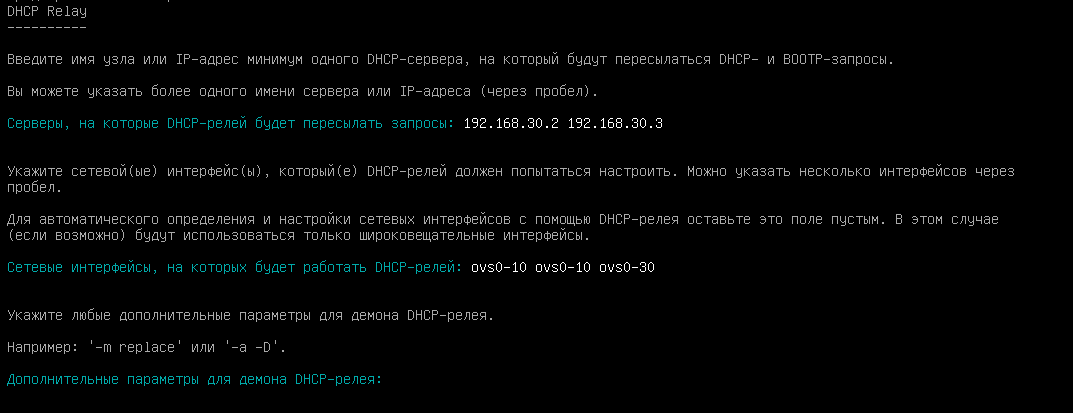 DHCP Relay
----------
Введите имя узла или IP-адрес минимум одного DHCP-сервера, на который будут пересылаться DHCP- и BOOTP-запросы.
Вы можете указать более одного имени сервера или IP-адреса (через пробел).
Серверы, на которые DHCP-релей будет пересылать запросы: 192.168.30.2 192.168.30.3
Укажите сетевой(ые) интерфейс(ы), который(е) DHCP-релей должен попытаться настроить. Можно указать несколько интерфейсов через
пробел.
Для автоматического определения и настройки сетевых интерфейсов с помощью DHCP-релея оставьте это поле пустым. В этом случае
(если возможно) будут использоваться только широковещательные интерфейсы.
Сетевые интерфейсы, на которых будет работать DHCP-релей: ovs0-10 ovs0-10 ovs0-30
Укажите любые дополнительные параметры для демона DHCP-релея.
Например: '-m replace' или '-a -D'.
Дополнительные параметры для демона DHCP-релея: